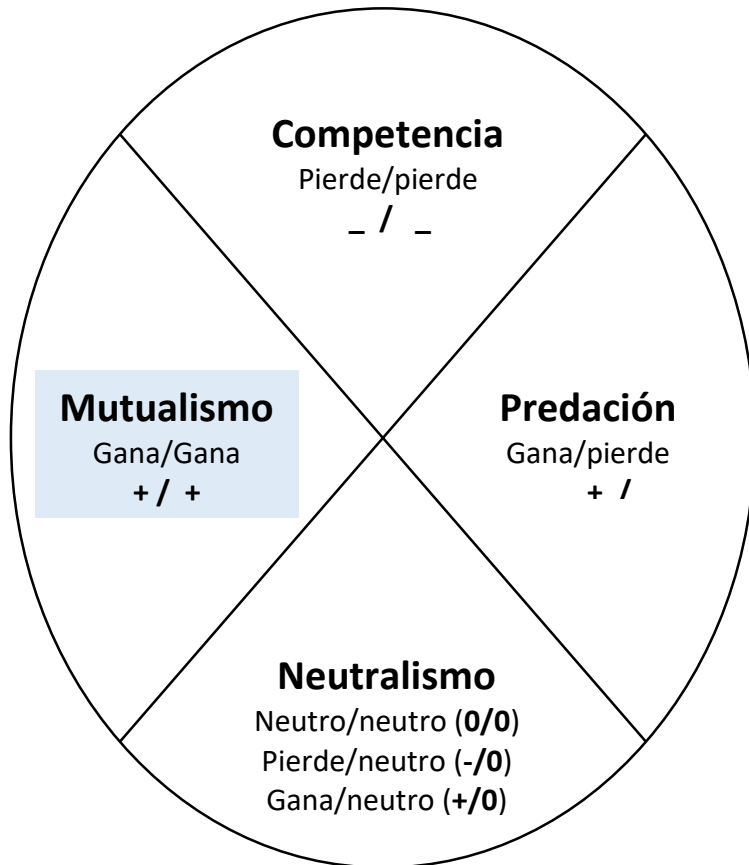 Competencia
Pierde/pierde
_ / _
Mutualismo
Gana/Gana
+ / +
Predación
Gana/pierde
+ /
Neutralismo
Neutro/neutro (0/0)
Pierde/neutro (-/0)
Gana/neutro (+/0)